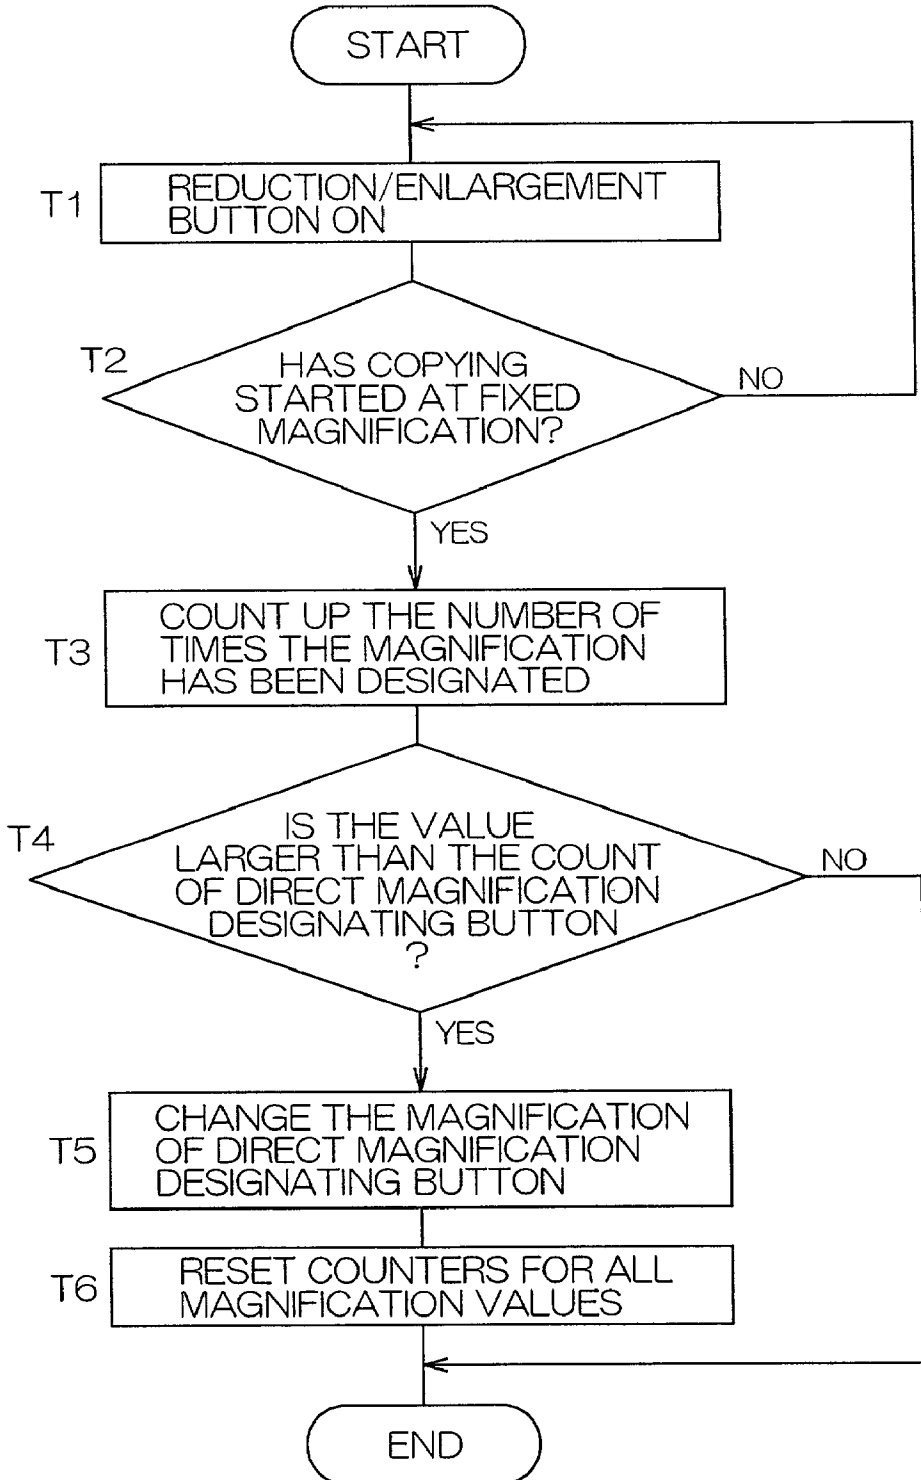 START
T1
REDUCTION/ENLARGEMENT
BUTTON ON
T2
HAS COPYING
STARTED AT FIXED
MAGNIFICATION?
NO
YES
T3
COUNT UP THE NUMBER OF
TIMES THE MAGNIFICATION
HAS BEEN DESIGNATED
T4
IS THE VALUE
LARGER THAN THE COUNT
OF DIRECT MAGNIFICATION
DESIGNATING BUTTON
?
NO
YES
T5
CHANGE THE MAGNIFICATION
OF DIRECT MAGNIFICATION
DESIGNATING BUTTON
T6
RESET COUNTERS FOR ALL
MAGNIFICATION VALUES
END